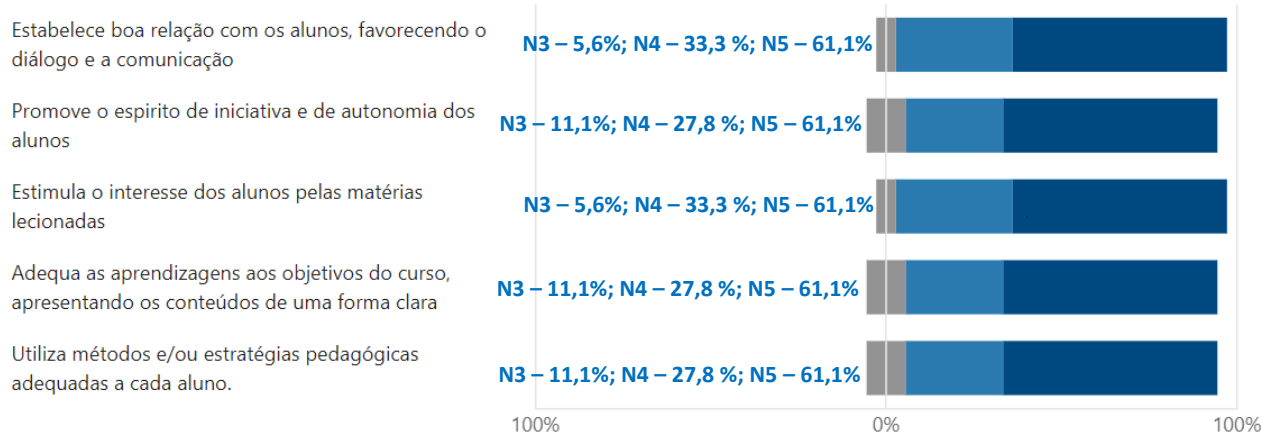 Estabelece boa relação com os alunos, favorecendo o
diálogo e a comunicação
N3 – 5,6%; N4 – 33,3 %; N5 – 61,1%
Promove o espirito de iniciativa e de autonomia dos
alunos
N3 – 11,1%; N4 – 27,8 %; N5 – 61,1%
Estimula o interesse dos alunos pelas matérias
lecionadas
N3 – 5,6%; N4 – 33,3 %; N5 – 61,1%
Adequa as aprendizagens aos objetivos do curso,
apresentando os conteúdos de uma forma clara
N3 – 11,1%; N4 – 27,8 %; N5 – 61,1%
Utiliza métodos e/ou estratégias pedagógicas
adequadas a cada aluno.
N3 – 11,1%; N4 – 27,8 %; N5 – 61,1%
100% 0% 100%